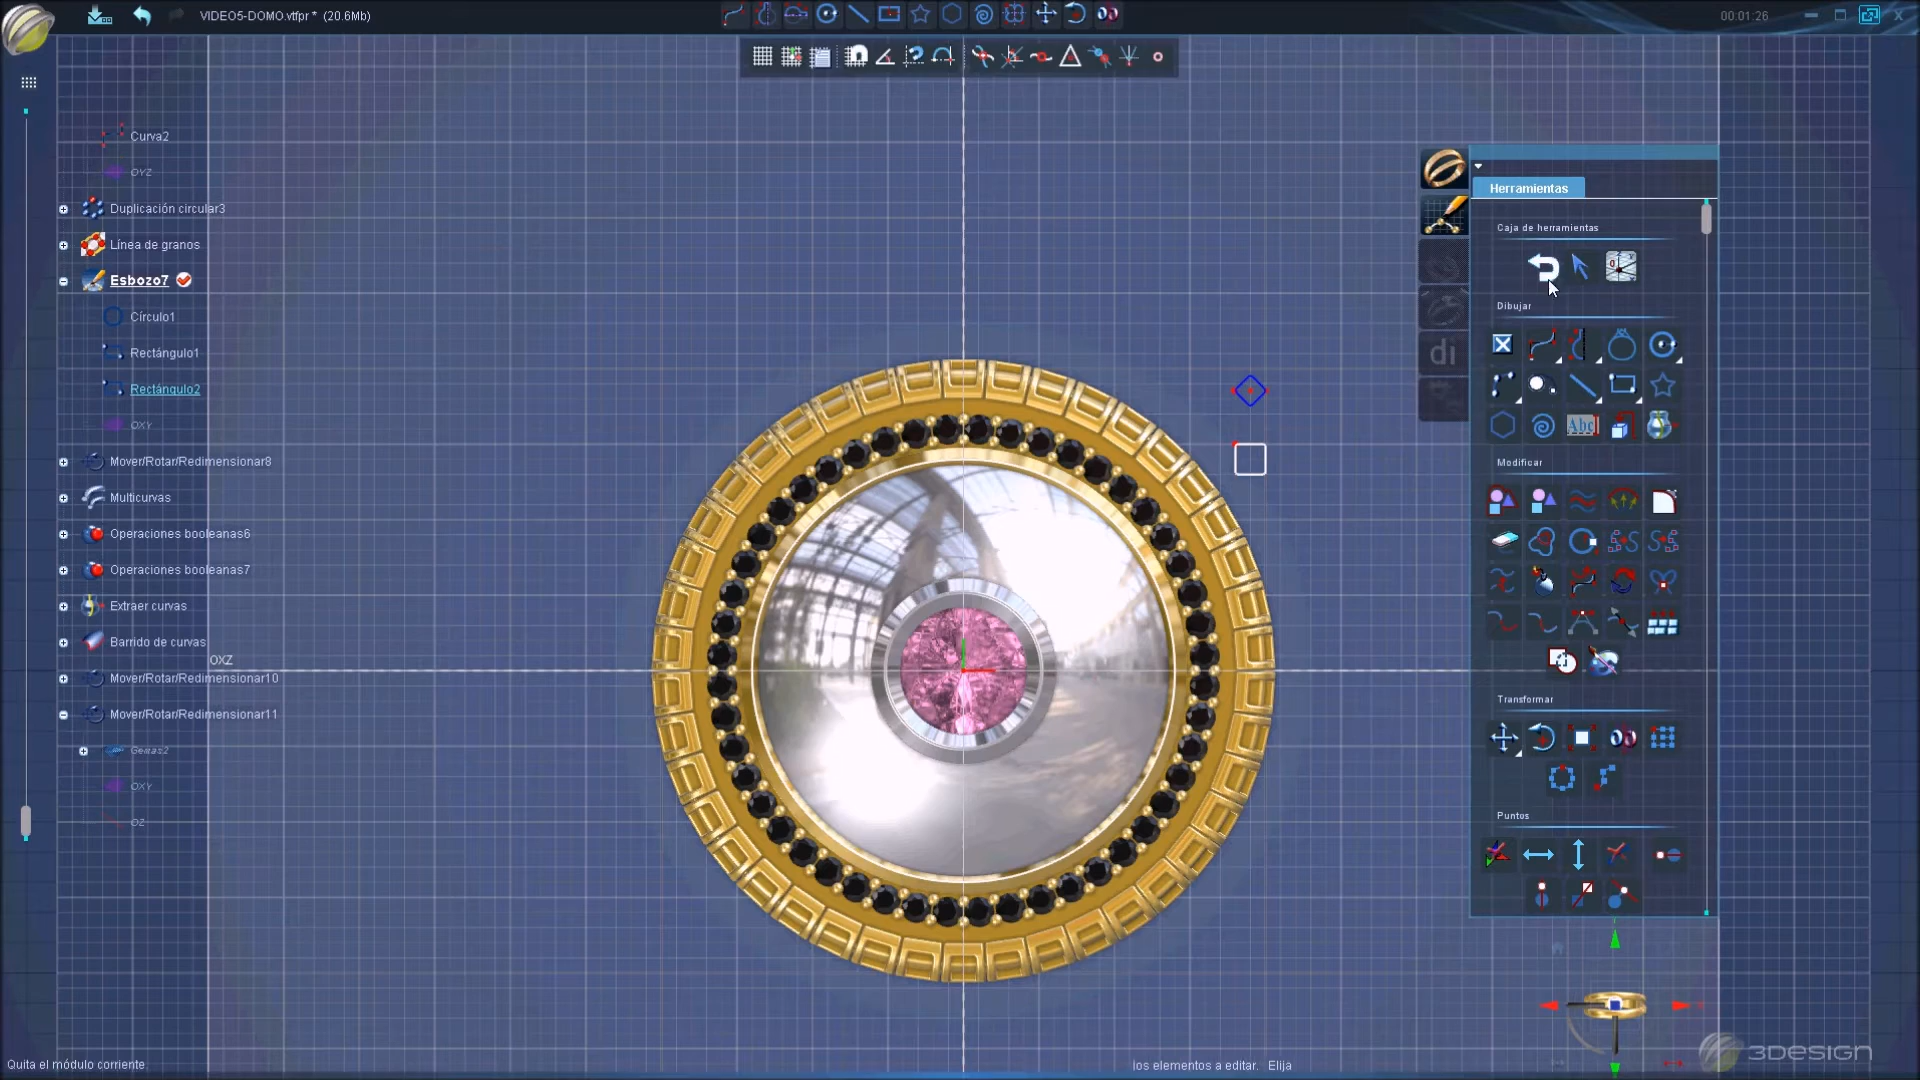 VIDEO5-DOMO.vtfpr * (20.6Mb)
00:01:26
Curva2
OYZ
Duplicación circular3
Línea de granos
Esbozo7
Círculo1
Rectángulo1
Rectángulo2
OXY
Mover/Rotar/Redimensionar8
Multicurvas
Operaciones booleanas6
Operaciones booleanas7
Extraer curvas
Barrido de curvas
OXZ
Mover/Rotar/Redimensionar10
Mover/Rotar/Redimensionar11
Gemas2
OXY
OZ
Herramientas
Caja de herramientas
Dibujar
Abc
Modificar
Transformar
Puntos
di
Quita el módulo corriente
los elementos a editar. Elija
3DESIGN